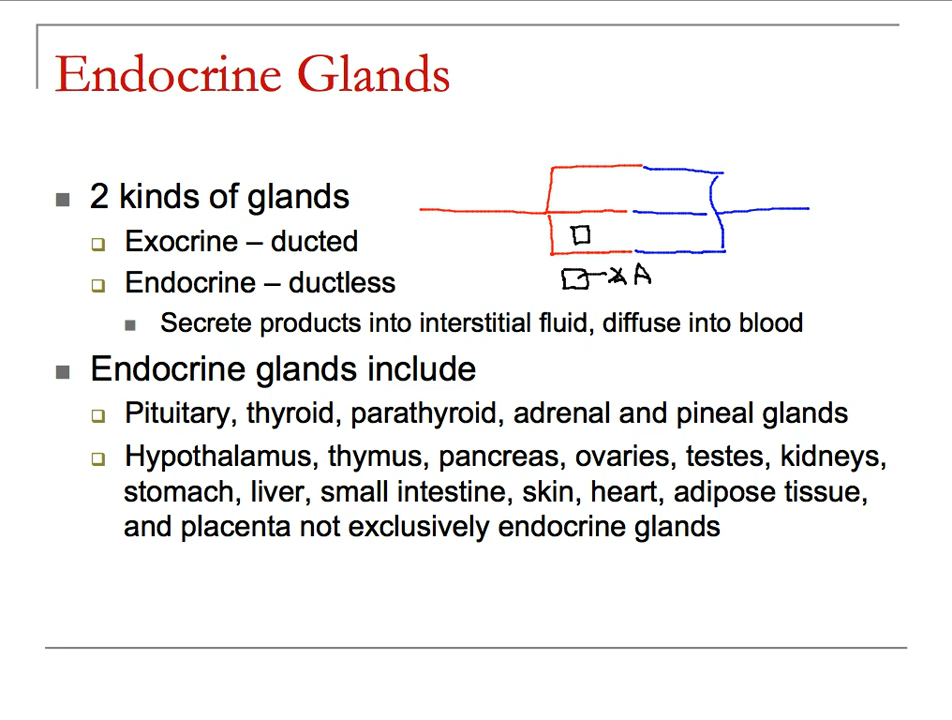 Endocrine Glands
2 kinds of glands
Exocrine – ducted
Endocrine – ductless
A
Secrete products into interstitial fluid, diffuse into blood
Endocrine glands include
Pituitary, thyroid, parathyroid, adrenal and pineal glands
Hypothalamus, thymus, pancreas, ovaries, testes, kidneys,
stomach, liver, small intestine, skin, heart, adipose tissue,
and placenta not exclusively endocrine glands